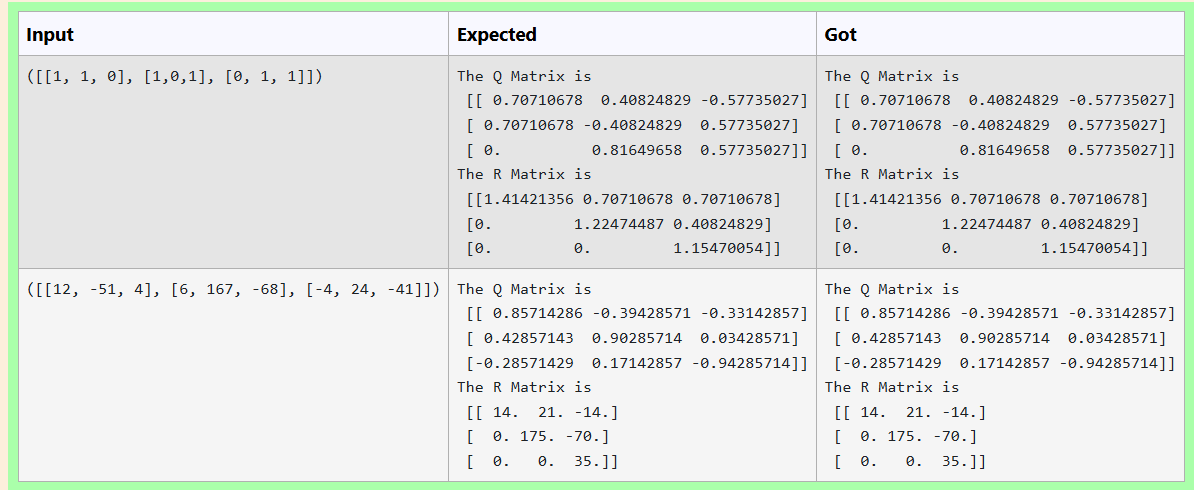 Input Expected Got
([[1, 1, 0], [1,0,1], [0, 1, 1]])
The Q Matrix is
[[ 0.70710678  0.40824829 -0.57735027]
[ 0.70710678 -0.40824829  0.57735027]
[ 0.          0.81649658  0.57735027]]
The R Matrix is
[[1.41421356 0.70710678 0.70710678]
[0.         1.22474487 0.40824829]
[0.         0.         1.15470054]]
The Q Matrix is
[[ 0.70710678  0.40824829 -0.57735027]
[ 0.70710678 -0.40824829  0.57735027]
[ 0.          0.81649658  0.57735027]]
The R Matrix is
[[1.41421356 0.70710678 0.70710678]
[0.         1.22474487 0.40824829]
[0.         0.         1.15470054]]
([[12, -51, 4], [6, 167, -68], [-4, 24, -41]])
The Q Matrix is
[[ 0.85714286 -0.39428571 -0.33142857]
[ 0.42857143  0.90285714  0.03428571]
[-0.28571429  0.17142857 -0.94285714]]
The R Matrix is
[[ 14.  21. -14.]
[  0. 175. -70.]
[  0.   0.  35.]]
The Q Matrix is
[[ 0.85714286 -0.39428571 -0.33142857]
[ 0.42857143  0.90285714  0.03428571]
[-0.28571429  0.17142857 -0.94285714]]
The R Matrix is
[[ 14.  21. -14.]
[  0. 175. -70.]
[  0.   0.  35.]]